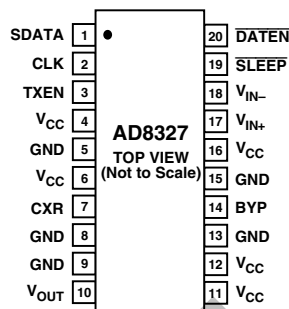 SDATA 1 20 DATEN
CLK 2 19 SLEEP
TXEN 3 18 VIN–
VCC 4 17 VIN+
GND 5 16 VCC
VCC 6 15 GND
CXR 7 14 BYP
GND 8 13 GND
GND 9 12 VCC
VOUT 10 11 VCC
AD8327
TOP VIEW
(Not to Scale)